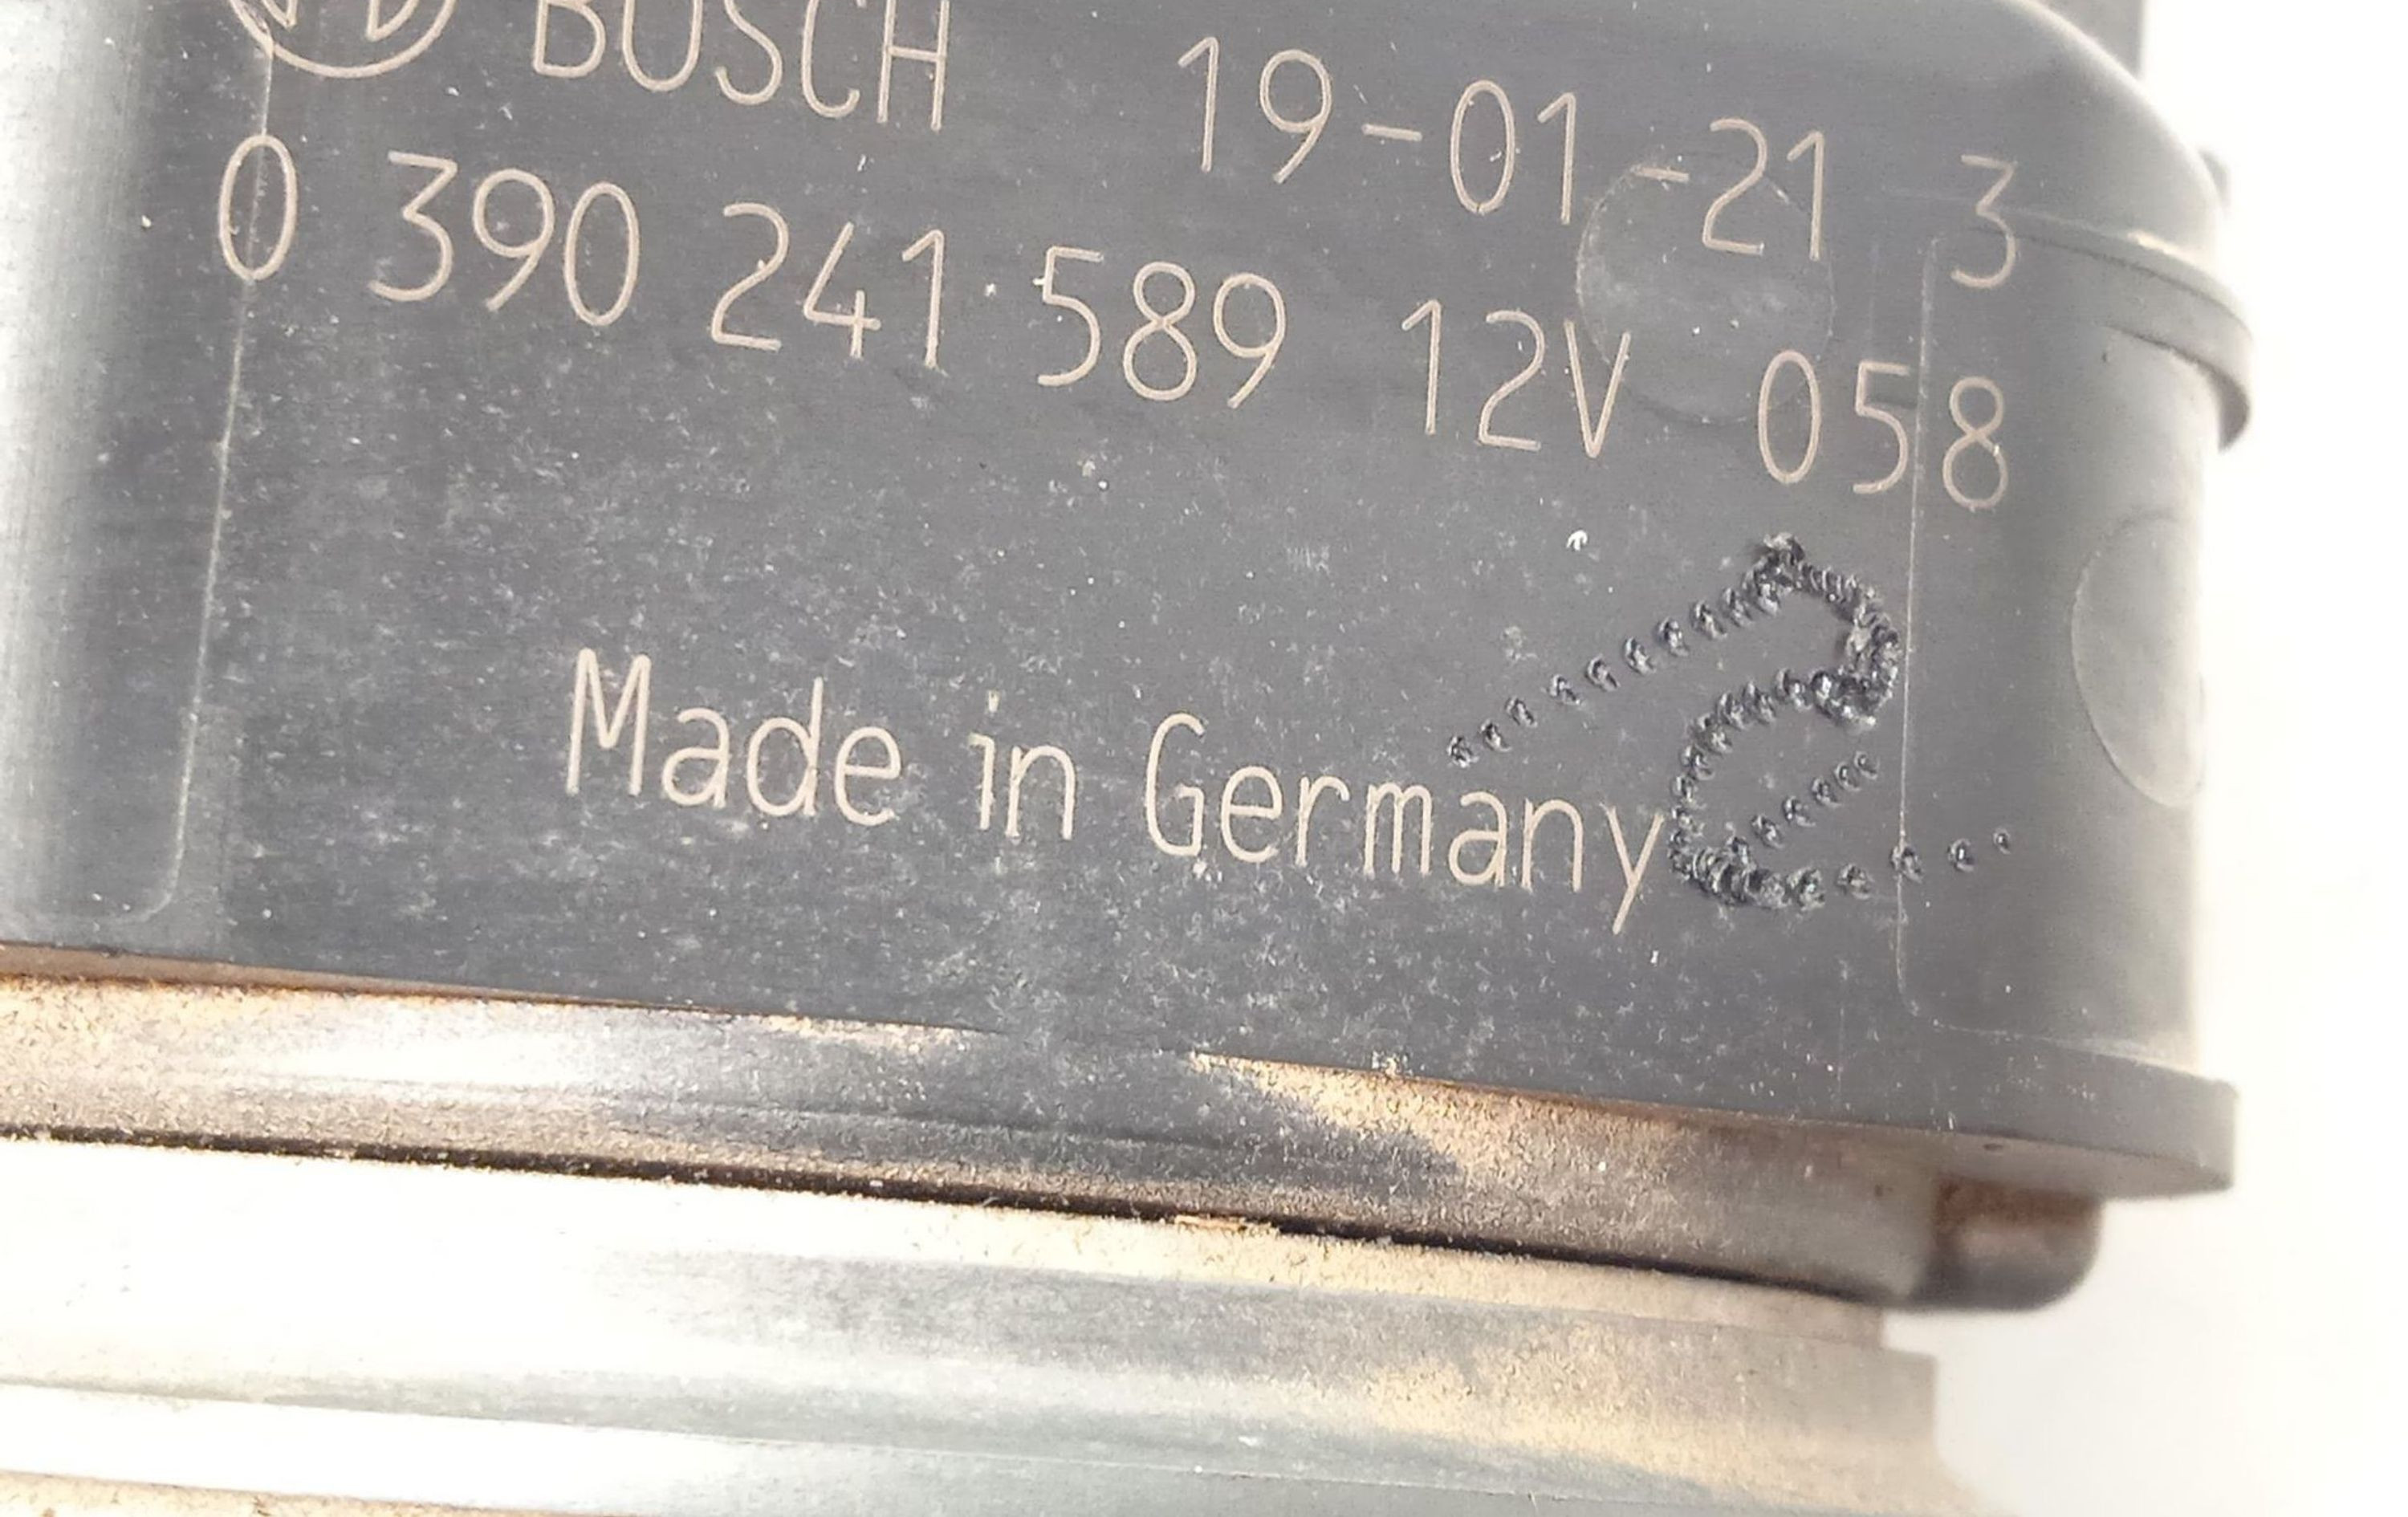 BOSCH 19-01-21 3
0 390 241 589 12V 058
Made in Germany